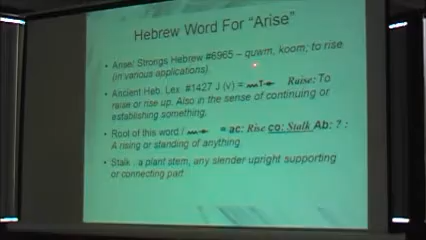 Hebrew Word For "Arise"
• Arise/ Strongs Hebrew #6965 – quwm, koom, to rise
(in various applications).
• Ancient Heb. Lex. #1427 J (v) = Raise: To
raise or rise up. Also in the sense of continuing or
establishing something.
• Root of this word / = ac: Rise co: Stalk Ab: ? :
A rising or standing of anything.
• Stalk : a plant stem, any slender upright supporting
or connecting part